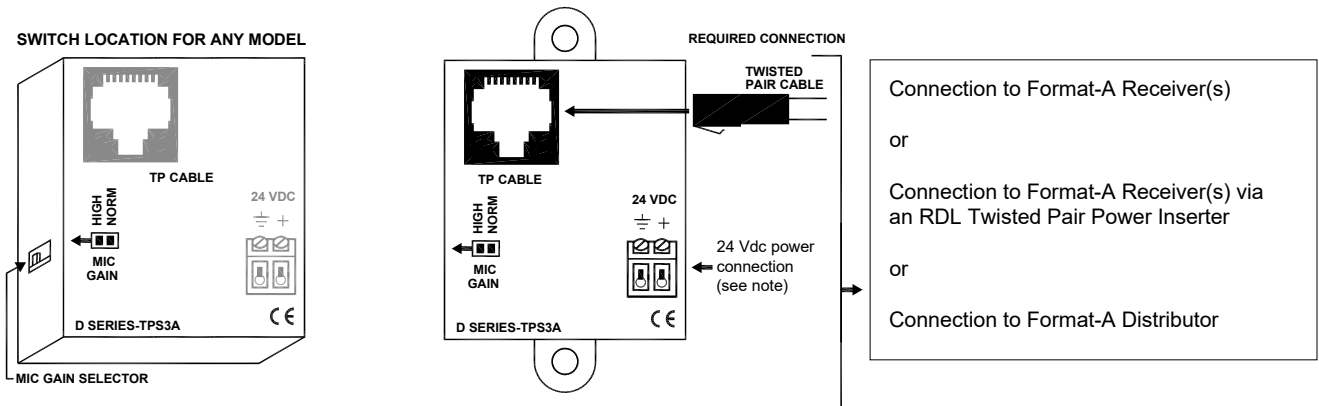 SWITCH LOCATION FOR ANY MODEL
TP CABLE
HIGH
NORM
MIC
GAIN
24 VDC
+
D SERIES-TPS3A
CE
MIC GAIN SELECTOR
REQUIRED CONNECTION
TWISTED
PAIR CABLE
TP CABLE
HIGH
NORM
MIC
GAIN
24 VDC
+
24 Vdc power
connection
(see note)
D SERIES-TPS3A
CE
Connection to Format-A Receiver(s)
or
Connection to Format-A Receiver(s) via
an RDL Twisted Pair Power Inserter
or
Connection to Format-A Distributor